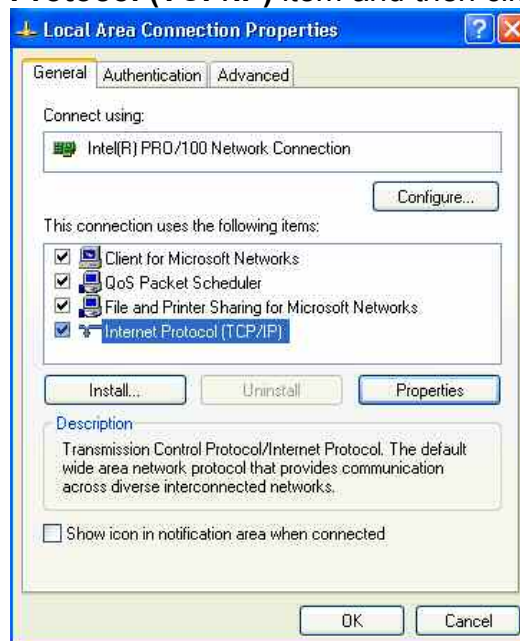 Local Area Connection Properties
General Authentication Advanced
Connect using:
Intel(R) PRO/100 Network Connection
Configure...
This connection uses the following items:
Client for Microsoft Networks
QoS Packet Scheduler
File and Printer Sharing for Microsoft Networks
Internet Protocol (TCP/IP)
Install... Uninstall Properties
Description
Transmission Control Protocol/Internet Protocol. The default
wide area network protocol that provides communication
across diverse interconnected networks.
Show icon in notification area when connected
OK Cancel